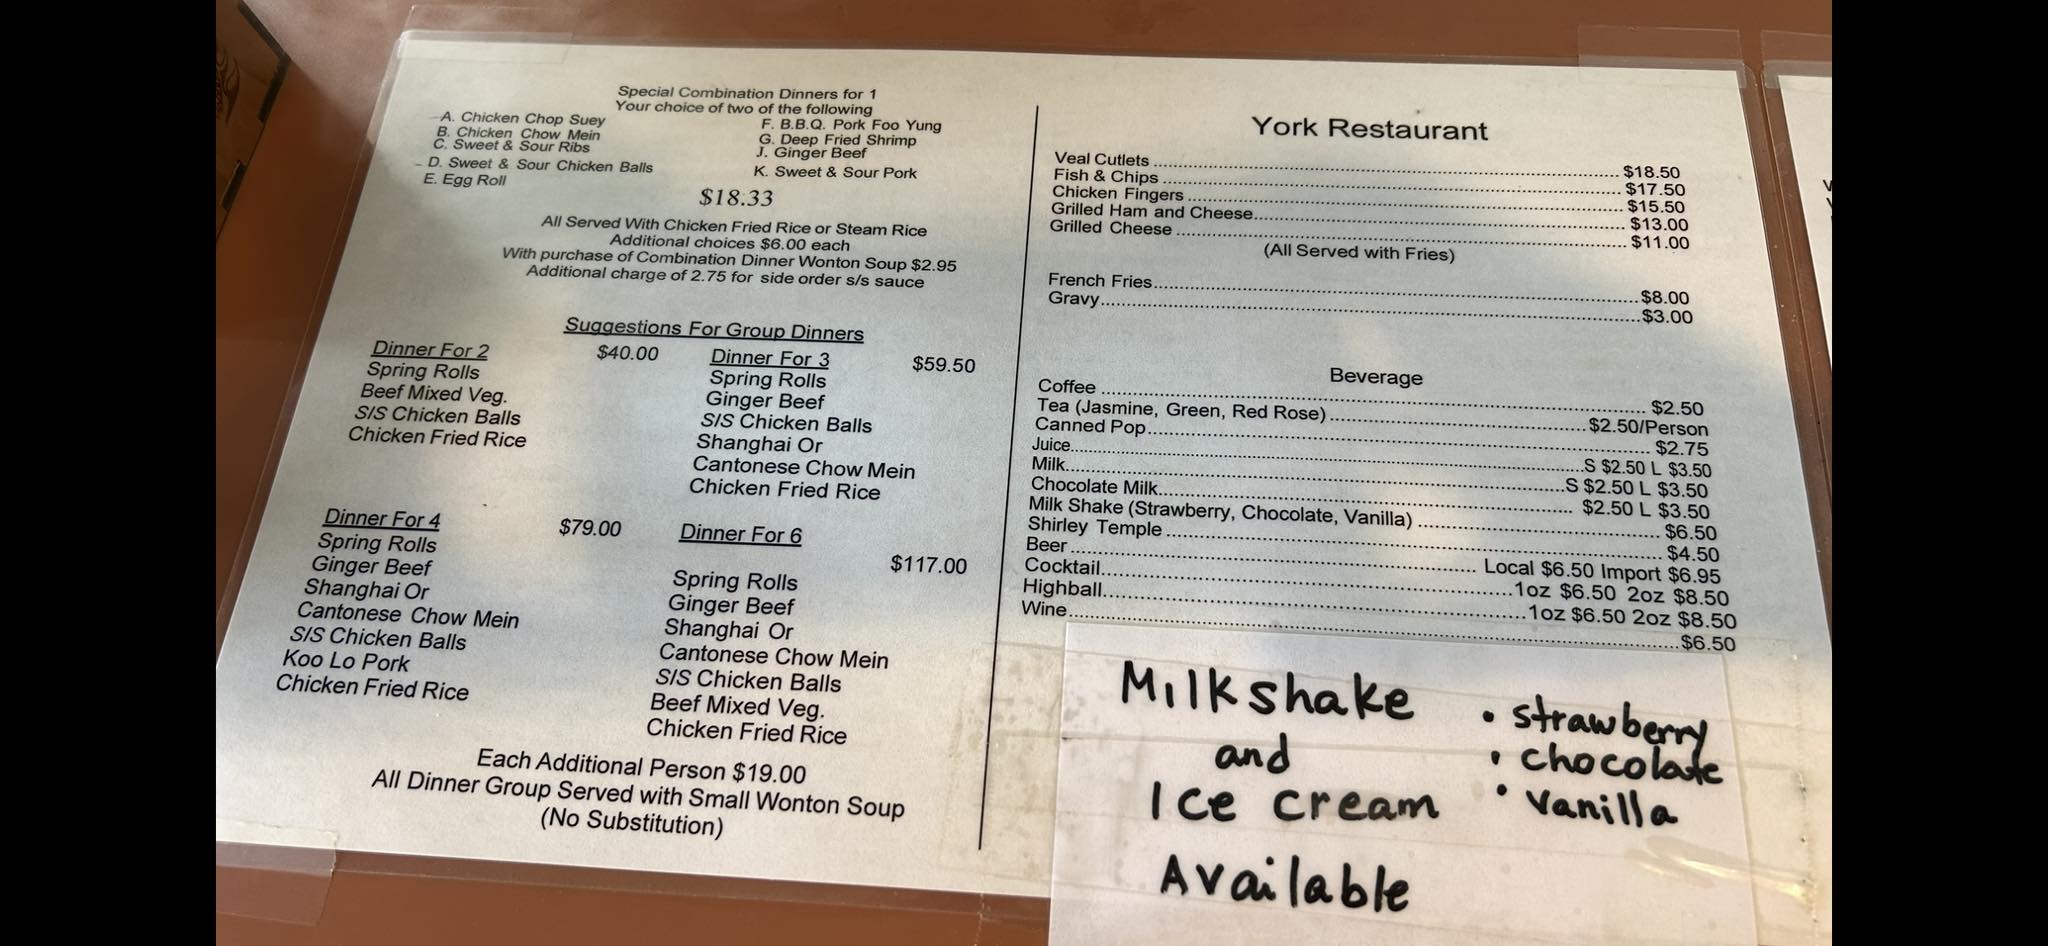 Special Combination Dinners for 1
Your choice of two of the following
A. Chicken Chop Suey
B. Chicken Chow Mein
C. Sweet & Sour Ribs
D. Sweet & Sour Chicken Balls
E. Egg Roll
F. B.B.Q. Pork Foo Yung
G. Deep Fried Shrimp
J. Ginger Beef
K. Sweet & Sour Pork
$18.33
All Served With Chicken Fried Rice or Steam Rice
Additional choices $6.00 each
With purchase of Combination Dinner Wonton Soup $2.95
Additional charge of 2.75 for side order s/s sauce
Suggestions For Group Dinners
Dinner For 2 $40.00
Spring Rolls
Beef Mixed Veg.
S/S Chicken Balls
Chicken Fried Rice
Dinner For 3 $59.50
Spring Rolls
Ginger Beef
S/S Chicken Balls
Shanghai Or
Cantonese Chow Mein
Chicken Fried Rice
Dinner For 4 $79.00
Spring Rolls
Ginger Beef
Shanghai Or
Cantonese Chow Mein
S/S Chicken Balls
Koo Lo Pork
Chicken Fried Rice
Dinner For 6
$117.00
Spring Rolls
Ginger Beef
Shanghai Or
Cantonese Chow Mein
S/S Chicken Balls
Beef Mixed Veg.
Chicken Fried Rice
Each Additional Person $19.00
All Dinner Group Served with Small Wonton Soup
(No Substitution)
York Restaurant
Veal Cutlets $18.50
Fish & Chips $17.50
Chicken Fingers $15.50
Grilled Ham and Cheese $13.00
Grilled Cheese $11.00
(All Served with Fries)
French Fries $8.00
Gravy $3.00
Beverage
Coffee $2.50
Tea (Jasmine, Green, Red Rose) $2.50/Person
Canned Pop $2.75
Juice S $2.50 L $3.50
Milk S $2.50 L $3.50
Chocolate Milk $2.50 L $3.50
Milk Shake (Strawberry, Chocolate, Vanilla) $6.50
Shirley Temple $4.50
Beer Local $6.50 Import $6.95
Cocktail 1oz $6.50 2oz $8.50
Highball 1oz $6.50 2oz $8.50
Wine $6.50
Milkshake
and
Ice cream
Available
• strawberry
• chocolate
• vanilla